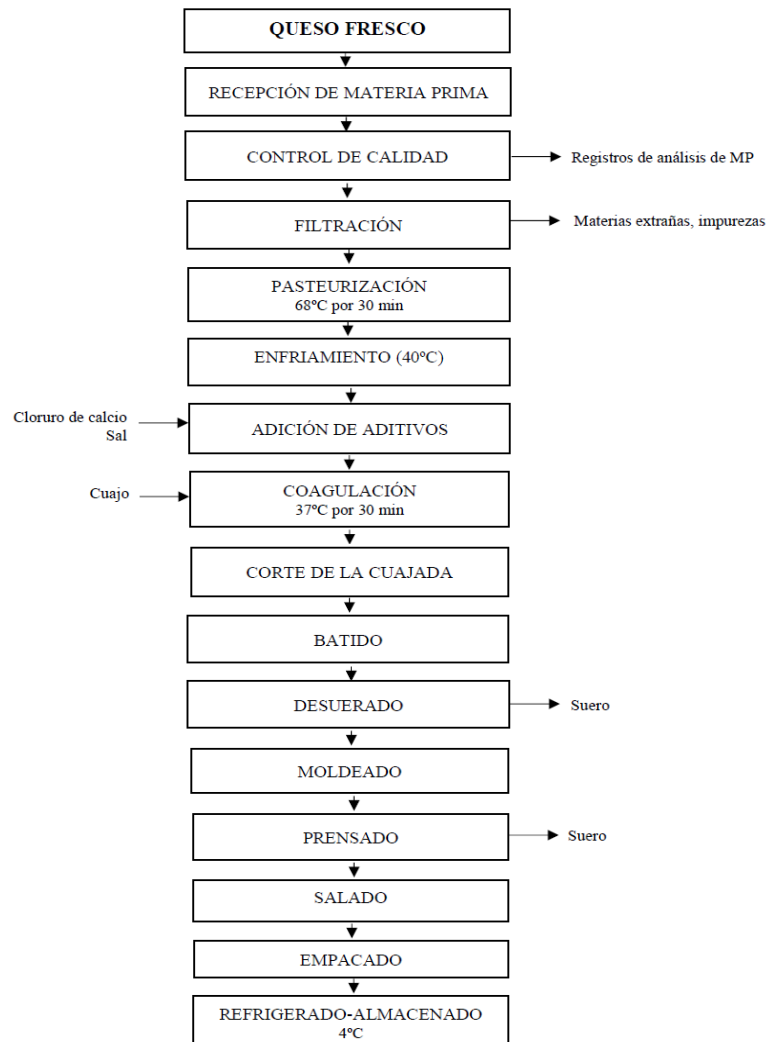 QUESO FRESCO
RECEPCIÓN DE MATERIA PRIMA
CONTROL DE CALIDAD
Registros de análisis de MP
FILTRACIÓN
Materias extrañas, impurezas
PASTEURIZACIÓN
68ºC por 30 min
ENFRIAMIENTO (40ºC)
Cloruro de calcio
Sal
ADICIÓN DE ADITIVOS
Cuajo
COAGULACIÓN
37ºC por 30 min
CORTE DE LA CUAJADA
BATIDO
DESUERADO
Suero
MOLDEADO
PRENSADO
Suero
SALADO
EMPACADO
REFRIGERADO-ALMACENADO
4ºC